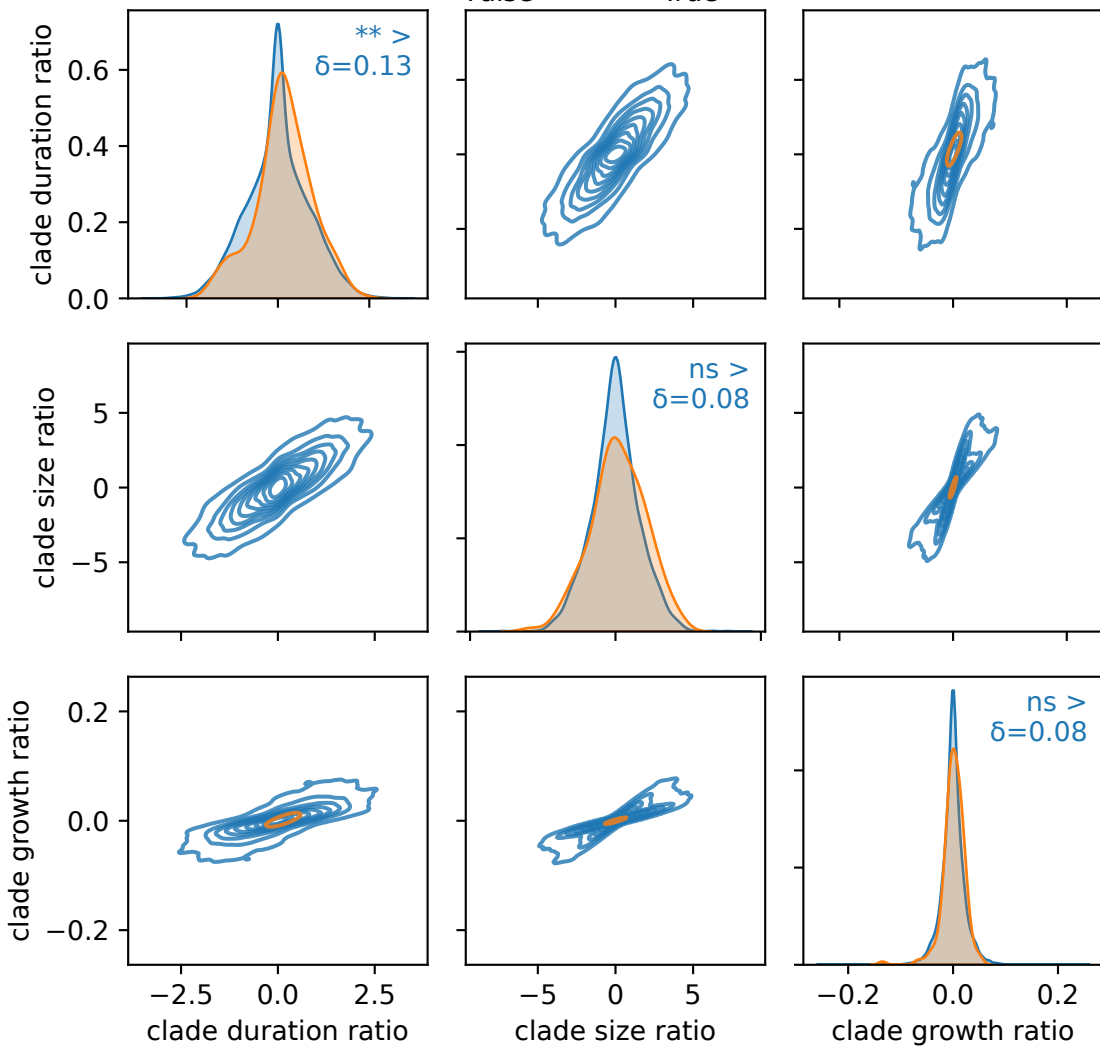 ** >
δ=0.13
clade duration ratio
0.6
0.4
0.2
0.0
ns >
δ=0.08
clade size ratio
5
0
−5
ns >
δ=0.08
clade growth ratio
0.2
0.0
−0.2
−2.5 0.0 2.5 −5 0 5 −0.2 0.0 0.2
clade duration ratio clade size ratio clade growth ratio